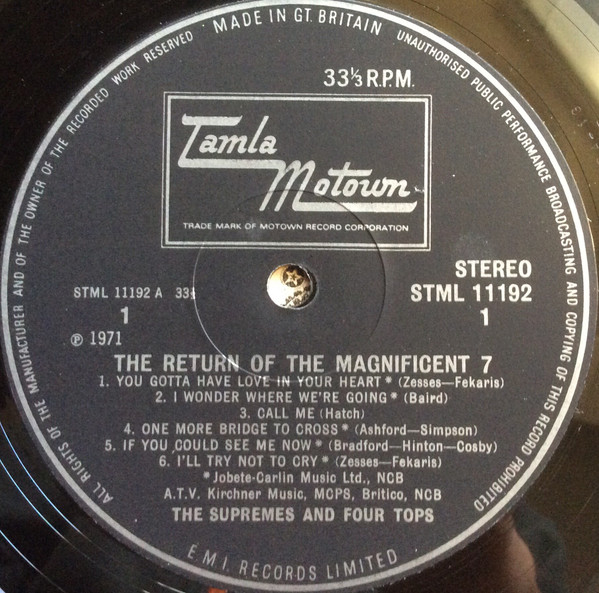 MADE IN GT. BRITAIN
UNAUTHORISED PUBLIC PERFORMANCE BROADCASTING AND COPYING OF THIS RECORD PROHIBITED
ALL RIGHTS OF THE MANUFACTURER AND OF THE OWNER OF THE RECORDED WORK RESERVED
33⅓ R.P.M.
Tamla
Motown
TRADE MARK OF MOTOWN RECORD CORPORATION
STEREO
STML 11192 A 33⅓
STML 11192
1
1
℗ 1971
THE RETURN OF THE MAGNIFICENT 7
1. YOU GOTTA HAVE LOVE IN YOUR HEART * (Zesses—Fekaris)
2. I WONDER WHERE WE'RE GOING * (Baird)
3. CALL ME (Hatch)
4. ONE MORE BRIDGE TO CROSS * (Ashford—Simpson)
5. IF YOU COULD SEE ME NOW * (Bradford—Hinton—Cosby)
6. I'LL TRY NOT TO CRY * (Zesses—Fekaris)
*Jobete-Carlin Music Ltd., NCB
A.T.V. Kirchner Music, MCPS, Britico, NCB
THE SUPREMES AND FOUR TOPS
E.M.I. RECORDS LIMITED